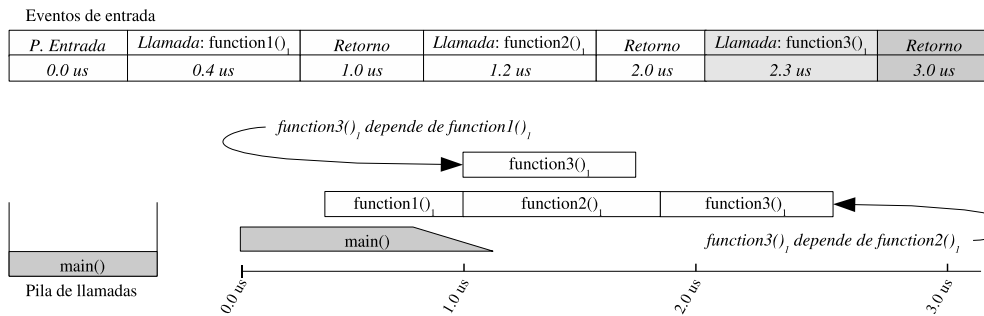 Eventos de entrada
P. Entrada Llamada: function1()1 Retorno Llamada: function2()1 Retorno Llamada: function3()1 Retorno
0.0 us 0.4 us 1.0 us 1.2 us 2.0 us 2.3 us 3.0 us
function3()1 depende de function1()1
function3()1
function1()1 function2()1 function3()1
main()
function3()1 depende de function2()1
main()
Pila de llamadas
0.0 us 1.0 us 2.0 us 3.0 us